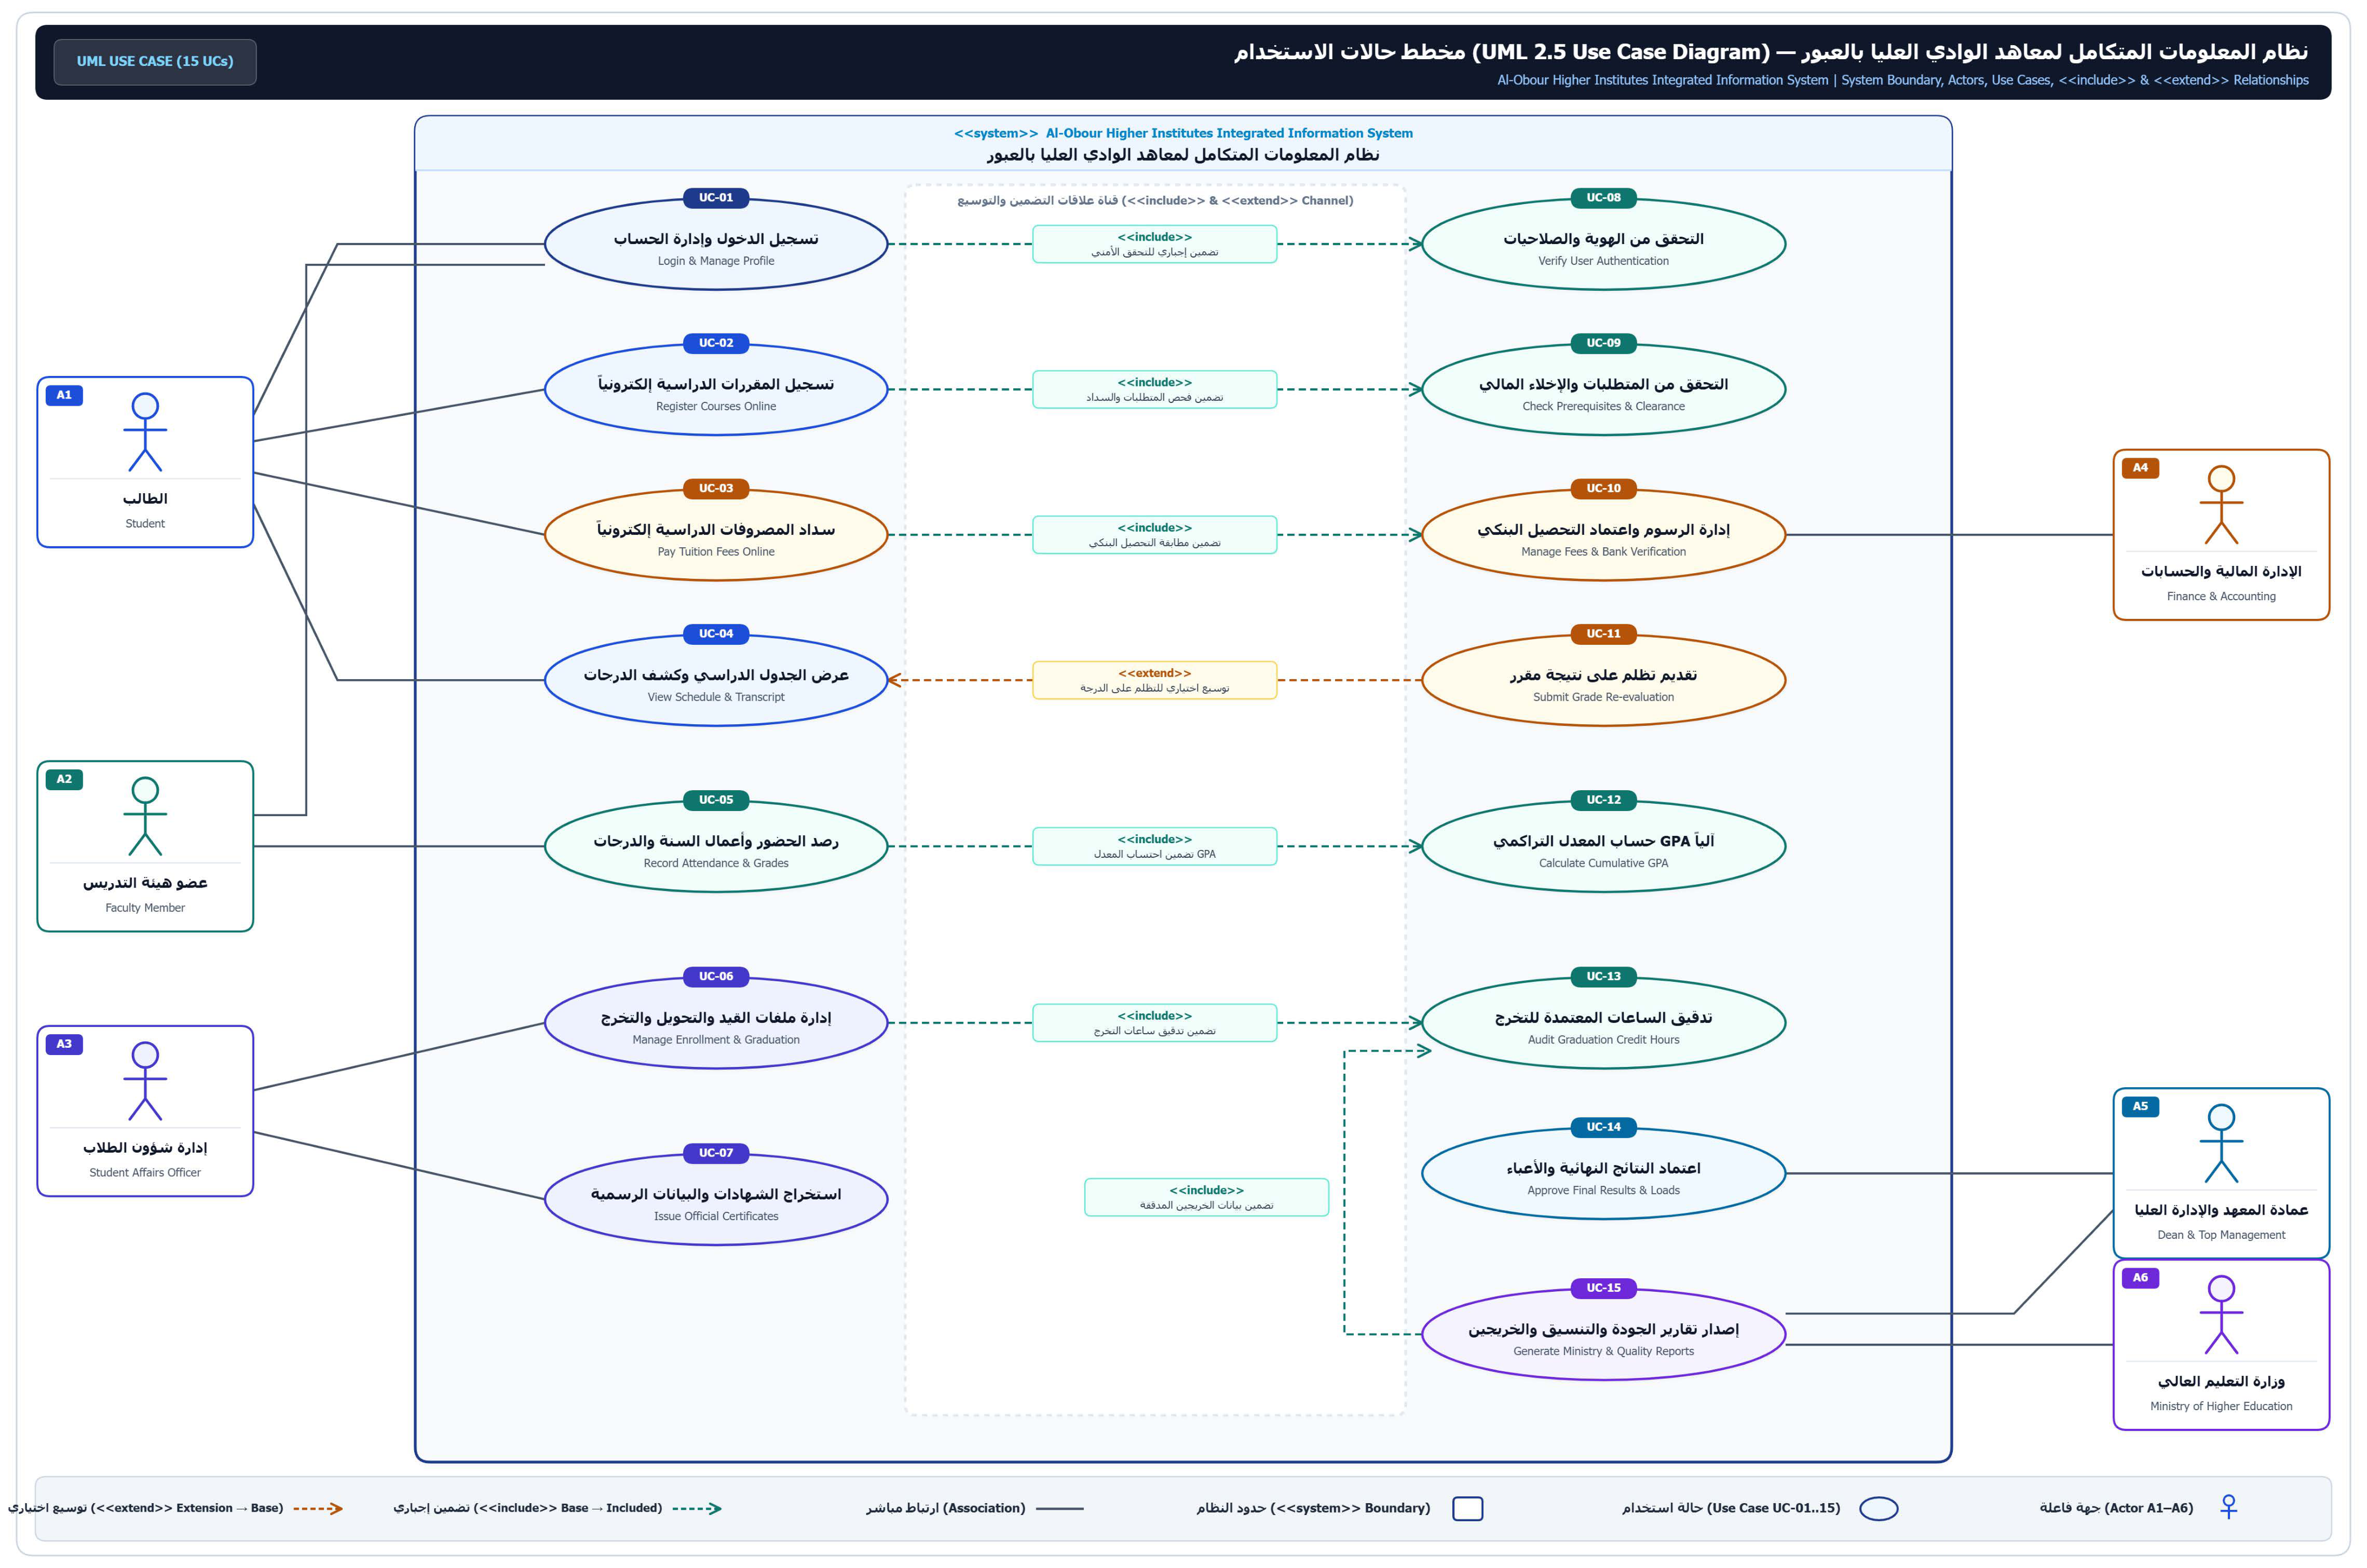 نظام المعلومات المتكامل لمعاهد الوادي العليا بالعبور — (UML 2.5 Use Case Diagram) مخطط حالات الاستخدام
Al-Obour Higher Institutes Integrated Information System | System Boundary, Actors, Use Cases, <<include>> & <<extend>> Relationships
UML USE CASE (15 UCs)
<<system>> Al-Obour Higher Institutes Integrated Information System
نظام المعلومات المتكامل لمعاهد الوادي العليا بالعبور
قناة علاقات التضمين والتوسيع (<<include>> & <<extend>> Channel)
UC-01
تسجيل الدخول وإدارة الحساب
Login & Manage Profile
<<include>>
تضمين إجباري للتحقق الأمني
UC-08
التحقق من الهوية والصلاحيات
Verify User Authentication
UC-02
تسجيل المقررات الدراسية إلكترونياً
Register Courses Online
<<include>>
تضمين فحص المتطلبات والسداد
UC-09
التحقق من المتطلبات والإخلاء المالي
Check Prerequisites & Clearance
A1
الطالب
Student
UC-03
سداد المصروفات الدراسية إلكترونياً
Pay Tuition Fees Online
<<include>>
تضمين مطابقة التحصيل البنكي
UC-10
إدارة الرسوم واعتماد التحصيل البنكي
Manage Fees & Bank Verification
A4
الإدارة المالية والحسابات
Finance & Accounting
UC-04
عرض الجدول الدراسي وكشف الدرجات
View Schedule & Transcript
<<extend>>
توسيع اختياري للتظلم على الدرجة
UC-11
تقديم تظلم على نتيجة مقرر
Submit Grade Re-evaluation
A2
عضو هيئة التدريس
Faculty Member
UC-05
رصد الحضور وأعمال السنة والدرجات
Record Attendance & Grades
<<include>>
تضمين احتساب المعدل GPA
UC-12
حساب المعدل التراكمي GPA آلياً
Calculate Cumulative GPA
UC-06
إدارة ملفات القيد والتحويل والتخرج
Manage Enrollment & Graduation
<<include>>
تضمين تدقيق ساعات التخرج
UC-13
تدقيق الساعات المعتمدة للتخرج
Audit Graduation Credit Hours
A3
إدارة شؤون الطلاب
Student Affairs Officer
UC-07
استخراج الشهادات والبيانات الرسمية
Issue Official Certificates
<<include>>
تضمين بيانات الخريجين المدققة
UC-14
اعتماد النتائج النهائية والأعباء
Approve Final Results & Loads
A5
عمادة المعهد والإدارة العليا
Dean & Top Management
UC-15
إصدار تقارير الجودة والتنسيق والخريجين
Generate Ministry & Quality Reports
A6
وزارة التعليم العالي
Ministry of Higher Education
جهة فاعلة (Actor A1–A6)
حالة استخدام (Use Case UC-01..15)
حدود النظام (<<system>> Boundary)
ارتباط مباشر (Association)
تضمين إجباري (<<include>> Base → Included)
توسيع اختياري (<<extend>> Extension → Base)